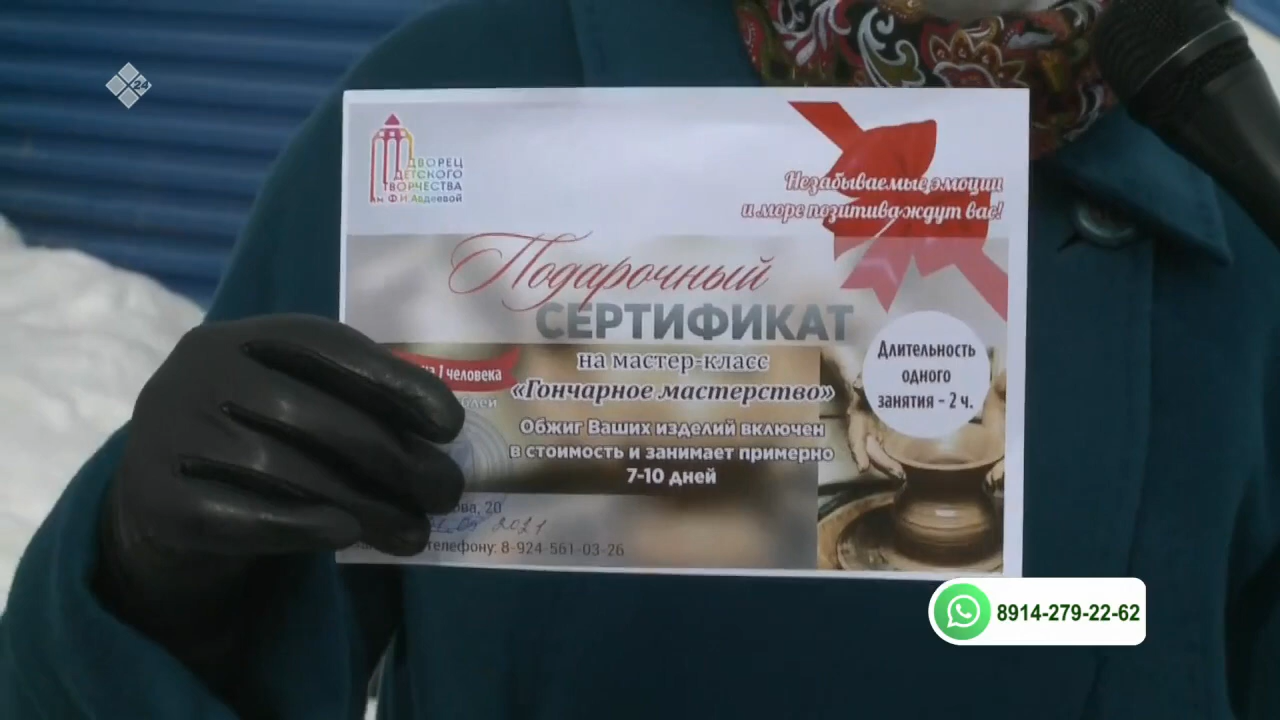 24
ДВОРЕЦ
ДЕТСКОГО
ТВОРЧЕСТВА
им. Ф.И. Авдеевой
Незабываемые эмоции
и море позитива ждут вас!
Подарочный
СЕРТИФИКАТ
на мастер-класс
«Гончарное мастерство»
на 1 человека
Обжиг Ваших изделий включен
в стоимость и занимает примерно
7-10 дней
Длительность
одного
занятия - 2 ч.
20
2021
телефону: 8-924-561-03-26
8914-279-22-62